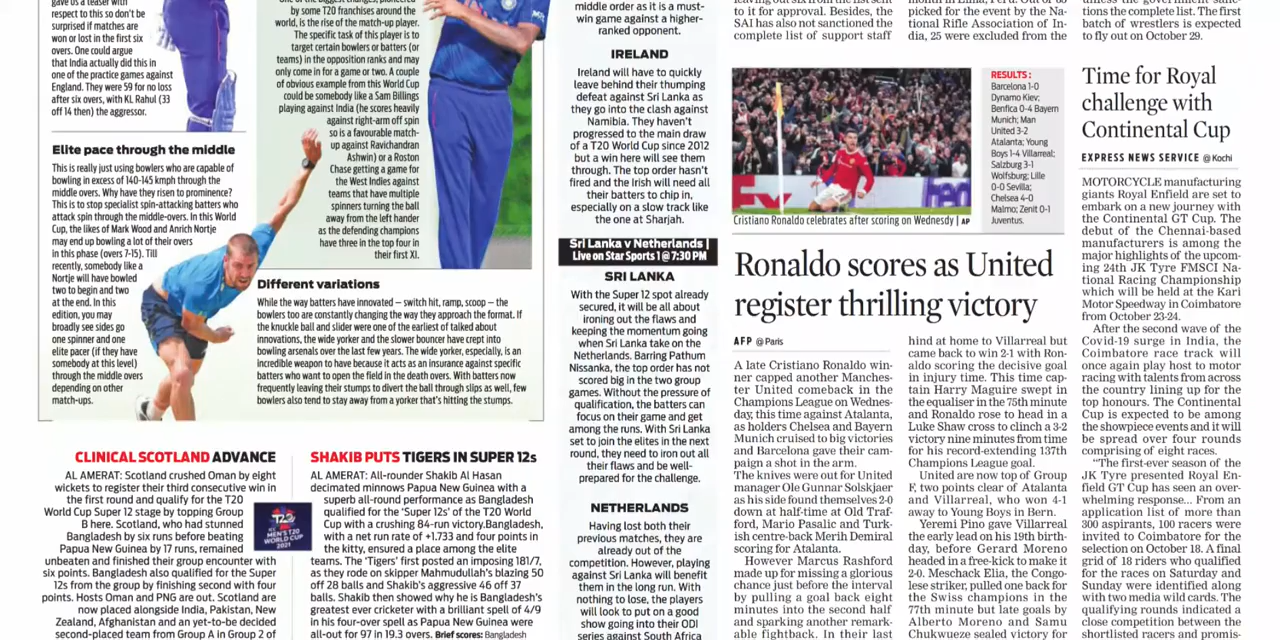 gave us a teaser with
respect to this so don't be
surprised if matches are
won or lost in the first six
overs. One could argue
that India actually did this in
one of the practice games against
England. They were 59 for no loss
after six overs, with KL Rahul (33
off 14 then) the aggressor.
Elite pace through the middle
This is really just using bowlers who are capable of
bowling in excess of 140-145 kmph through the
middle overs. Why have they risen to prominence?
This is to stop specialist spin-attacking batters who
attack spin through the middle-overs. In this World
Cup, the likes of Mark Wood and Anrich Nortje
may end up bowling a lot of their overs
in this phase (overs 7-15). Till
recently, somebody like a
Nortje will have bowled
two to begin and two
at the end. In this
edition, you may
broadly see sides go
one spinner and one
elite pacer (if they have
somebody at this level)
through the middle overs
depending on other
match-ups.
by some T20 franchises around the
world, is the rise of the match-up player.
The specific task of this player is to
target certain bowlers or batters (or
teams) in the opposition ranks and may
only come in for a game or two. A couple
of obvious example from this World Cup
could be somebody like a Sam Billings
playing against India (he scores heavily
against right-arm off spin
so is a favourable match-
up against Ravichandran
Ashwin) or a Roston
Chase getting a game for
the West Indies against
teams that have multiple
spinners turning the ball
away from the left hander
as the defending champions
have three in the top four in
their first XI.
Different variations
While the way batters have innovated — switch hit, ramp, scoop — the
bowlers too are constantly changing the way they approach the format. If
the knuckle ball and slider were one of the earliest of talked about
innovations, the wide yorker and the slower bouncer have crept into
bowling arsenals over the last few years. The wide yorker, especially, is an
incredible weapon to have because it acts as an insurance against specific
batters who want to open the field in the death overs. With batters now
frequently leaving their stumps to divert the ball through slips as well, few
bowlers also tend to stay away from a yorker that's hitting the stumps.
CLINICAL SCOTLAND ADVANCE
AL AMERAT: Scotland crushed Oman by eight
wickets to register their third consecutive win in
the first round and qualify for the T20
World Cup Super 12 stage by topping Group
B here. Scotland, who had stunned
Bangladesh by six runs before beating
Papua New Guinea by 17 runs, remained
unbeaten and finished their group encounter with
six points. Bangladesh also qualified for the Super
12s from the group by finishing second with four
points. Hosts Oman and PNG are out. Scotland are
now placed alongside India, Pakistan, New
Zealand, Afghanistan and an yet-to be decided
second-placed team from Group A in Group 2 of
T20
MEN'S T20
WORLD CUP
2021
SHAKIB PUTS TIGERS IN SUPER 12s
AL AMERAT: All-rounder Shakib Al Hasan
decimated minnows Papua New Guinea with a
superb all-round performance as Bangladesh
qualified for the 'Super 12s' of the T20 World
Cup with a crushing 84-run victory.Bangladesh,
with a net run rate of +1.733 and four points in
the kitty, ensured a place among the elite
teams. The 'Tigers' first posted an imposing 181/7,
as they rode on skipper Mahmudullah's blazing 50
off 28 balls and Shakib's aggressive 46 off 37
balls. Shakib then showed why he is Bangladesh's
greatest ever cricketer with a brilliant spell of 4/9
in his four-over spell as Papua New Guinea were
all-out for 97 in 19.3 overs. Brief scores: Bangladesh
middle order as it is a must-
win game against a higher-
ranked opponent.
IRELAND
Ireland will have to quickly
leave behind their thumping
defeat against Sri Lanka as
they go into the clash against
Namibia. They haven't
progressed to the main draw
of a T20 World Cup since 2012
but a win here will see them
through. The top order hasn't
fired and the Irish will need all
their batters to chip in,
especially on a slow track like
the one at Sharjah.
Sri Lanka v Netherlands |
Live on Star Sports 1 @ 7:30 PM
SRI LANKA
With the Super 12 spot already
secured, it will be all about
ironing out the flaws and
keeping the momentum going
when Sri Lanka take on the
Netherlands. Barring Pathum
Nissanka, the top order has not
scored big in the two group
games. Without the pressure of
qualification, the batters can
focus on their game and get
among the runs. With Sri Lanka
set to join the elites in the next
round, they need to iron out all
their flaws and be well-
prepared for the challenge.
NETHERLANDS
Having lost both their
previous matches, they are
already out of the
competition. However, playing
against Sri Lanka will benefit
them in the long run. With
nothing to lose, the players
will look to put on a good
show going into their ODI
series against South Africa
to it for approval. Besides, the
SAI has also not sanctioned the
complete list of support staff
picked for the event by the Na-
tional Rifle Association of In-
dia, 25 were excluded from the
tions the complete list. The first
batch of wrestlers is expected
to fly out on October 29.
Cristiano Ronaldo celebrates after scoring on Wednesdy | AP
RESULTS :
Barcelona 1-0
Dynamo Kiev;
Benfica 0-4 Bayern
Munich; Man
United 3-2
Atalanta; Young
Boys 1-4 Villarreal;
Salzburg 3-1
Wolfsburg; Lille
0-0 Sevilla;
Chelsea 4-0
Malmo; Zenit 0-1
Juventus.
Ronaldo scores as United
register thrilling victory
AFP @ Paris
A late Cristiano Ronaldo win-
ner capped another Manches-
ter United comeback in the
Champions League on Wednes-
day, this time against Atalanta,
as holders Chelsea and Bayern
Munich cruised to big victories
and Barcelona gave their cam-
paign a shot in the arm.
The knives were out for United
manager Ole Gunnar Solskjaer
as his side found themselves 2-0
down at half-time at Old Traf-
ford, Mario Pasalic and Turk-
ish centre-back Merih Demiral
scoring for Atalanta.
However Marcus Rashford
made up for missing a glorious
chance just before the interval
by pulling a goal back eight
minutes into the second half
and sparking another remark-
able fightback. In their last
hind at home to Villarreal but
came back to win 2-1 with Ron-
aldo scoring the decisive goal
in injury time. This time cap-
tain Harry Maguire swept in
the equaliser in the 75th minute
and Ronaldo rose to head in a
Luke Shaw cross to clinch a 3-2
victory nine minutes from time
for his record-extending 137th
Champions League goal.
United are now top of Group
F, two points clear of Atalanta
and Villarreal, who won 4-1
away to Young Boys in Bern.
Yeremi Pino gave Villarreal
the early lead on his 19th birth-
day, before Gerard Moreno
headed in a free-kick to make it
2-0. Meschack Elia, the Congo-
lese striker, pulled one back for
the Swiss champions in the
77th minute but late goals by
Alberto Moreno and Samu
Chukwueze sealed victory for
Time for Royal
challenge with
Continental Cup
EXPRESS NEWS SERVICE @ Kochi
MOTORCYCLE manufacturing
giants Royal Enfield are set to
embark on a new journey with
the Continental GT Cup. The
debut of the Chennai-based
manufacturers is among the
major highlights of the upcom-
ing 24th JK Tyre FMSCI Na-
tional Racing Championship
which will be held at the Kari
Motor Speedway in Coimbatore
from October 23-24.
After the second wave of the
Covid-19 surge in India, the
Coimbatore race track will
once again play host to motor
racing with talents from across
the country lining up for the
top honours. The Continental
Cup is expected to be among
the showpiece events and it will
be spread over four rounds
comprising of eight races.
"The first-ever season of the
JK Tyre presented Royal En-
field GT Cup has seen an over-
whelming response... From an
application list of more than
300 aspirants, 100 racers were
invited to Coimbatore for the
selection on October 18. A final
grid of 18 riders who qualified
for the races on Saturday and
Sunday were identified along
with two media wild cards. The
qualifying rounds indicated a
close competition between the
shortlisted racers and promis-